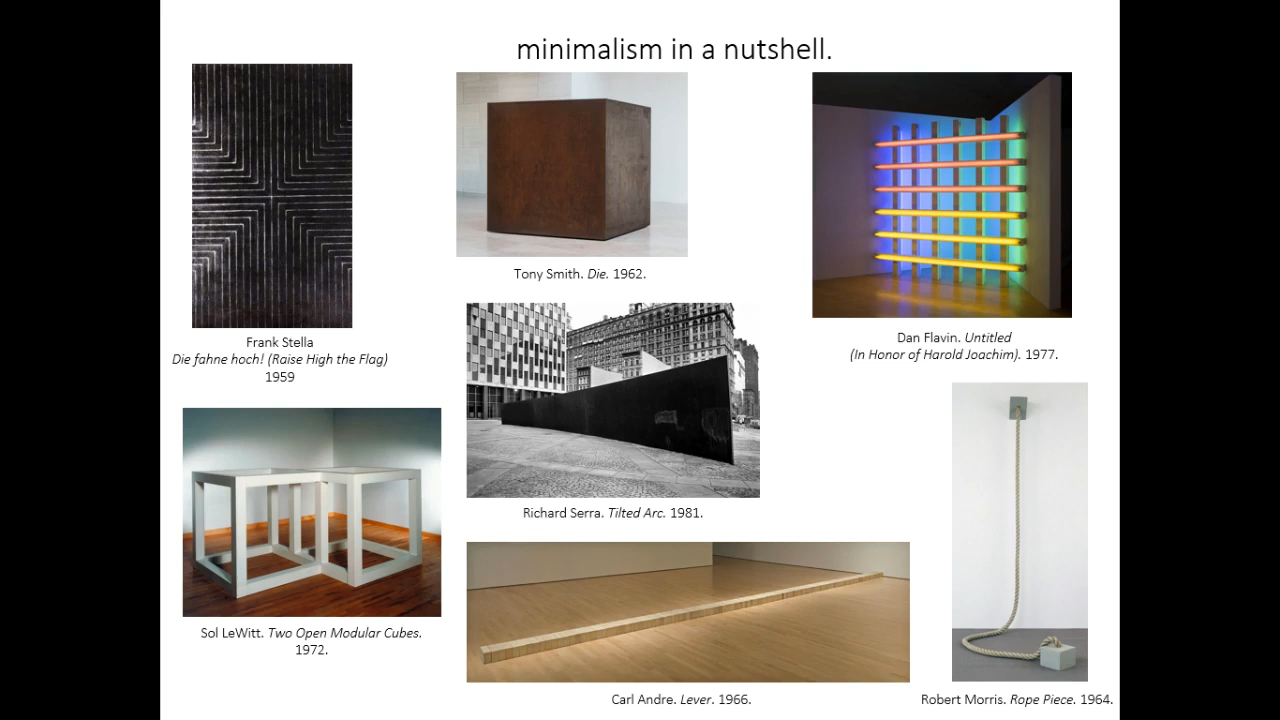 minimalism in a nutshell.
Frank Stella
Die fahne hoch! (Raise High the Flag)
1959
Tony Smith. Die. 1962.
Dan Flavin. Untitled
(In Honor of Harold Joachim). 1977.
Richard Serra. Tilted Arc. 1981.
Sol LeWitt. Two Open Modular Cubes.
1972.
Carl Andre. Lever. 1966.
Robert Morris. Rope Piece. 1964.